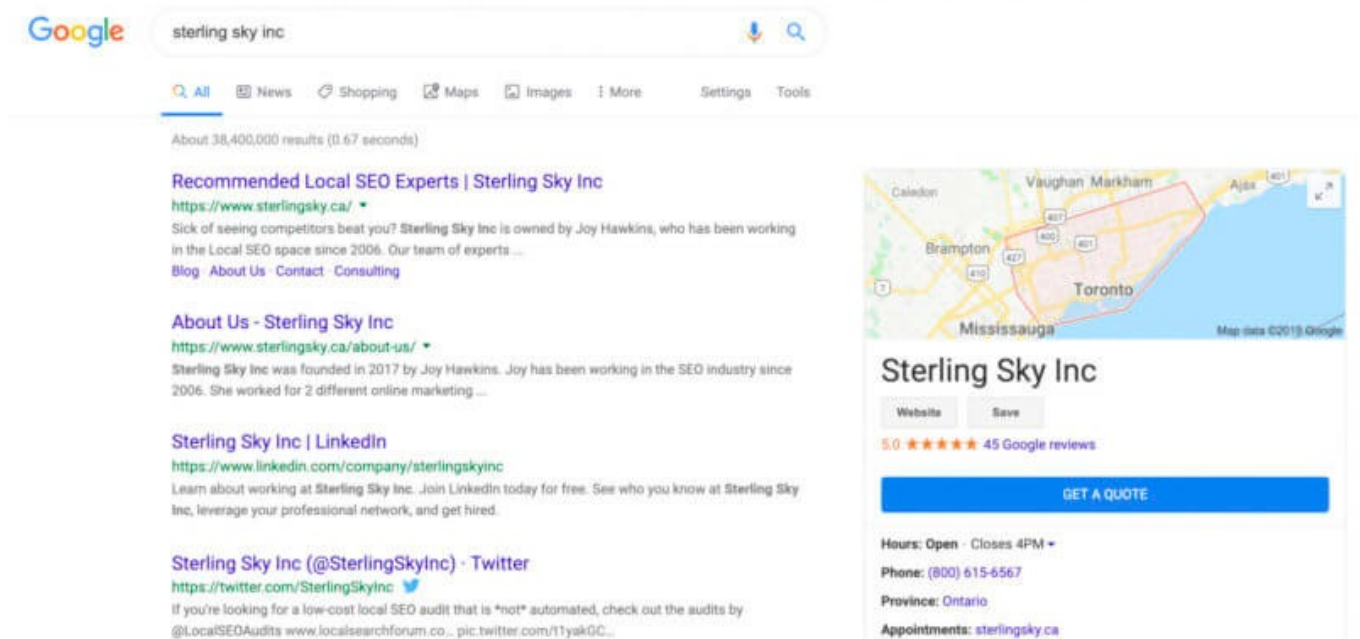 Google
sterling sky inc
All News Shopping Maps Images More Settings Tools
About 38,400,000 results (0.67 seconds)
Recommended Local SEO Experts | Sterling Sky Inc
https://www.sterlingsky.ca/
Sick of seeing competitors beat you? Sterling Sky Inc is owned by Joy Hawkins, who has been working
in the Local SEO space since 2006. Our team of experts ...
Blog · About Us · Contact · Consulting
About Us - Sterling Sky Inc
https://www.sterlingsky.ca/about-us/
Sterling Sky Inc was founded in 2017 by Joy Hawkins. Joy has been working in the SEO industry since
2006. She worked for 2 different online marketing ...
Sterling Sky Inc | LinkedIn
https://www.linkedin.com/company/sterlingskyinc
Learn about working at Sterling Sky Inc. Join LinkedIn today for free. See who you know at Sterling Sky
Inc, leverage your professional network, and get hired.
Sterling Sky Inc (@SterlingSkyInc) · Twitter
https://twitter.com/SterlingSkyInc
If you're looking for a low-cost local SEO audit that is *not* automated, check out the audits by
@LocalSEOAudits www.localsearchforum.co... pic.twitter.com/t1yakGC...
Caledon
Vaughan Markham
Ajax
401
407
400
401
Brampton
427
410
7
Toronto
Mississauga
Map data ©2019 Google
Sterling Sky Inc
Website Save
5.0 45 Google reviews
GET A QUOTE
Hours: Open · Closes 4PM
Phone: (800) 615-6567
Province: Ontario
Appointments: sterlingsky.ca